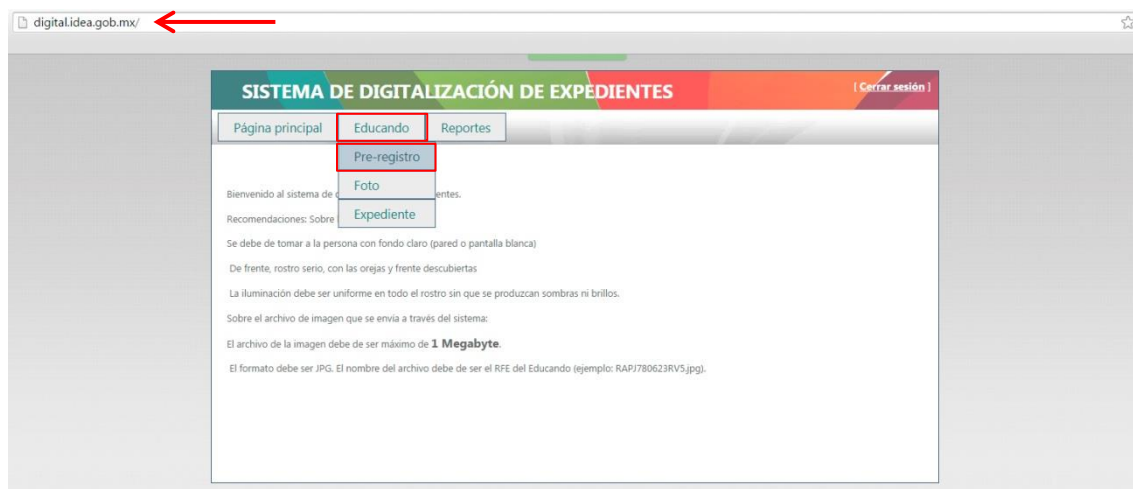 digital.idea.gob.mx/
SISTEMA DE DIGITALIZACIÓN DE EXPEDIENTES
[ Cerrar sesión ]
Página principal Educando Reportes
Pre-registro
Foto
Expediente
Bienvenido al sistema de entes.
Recomendaciones: Sobre
Se debe de tomar a la persona con fondo claro (pared o pantalla blanca)
De frente, rostro serio, con las orejas y frente descubiertas
La iluminación debe ser uniforme en todo el rostro sin que se produzcan sombras ni brillos.
Sobre el archivo de imagen que se envia a través del sistema:
El archivo de la imagen debe de ser máximo de 1 Megabyte.
El formato debe ser JPG. El nombre del archivo debe de ser el RFE del Educando (ejemplo: RAPJ780623RV5.jpg).